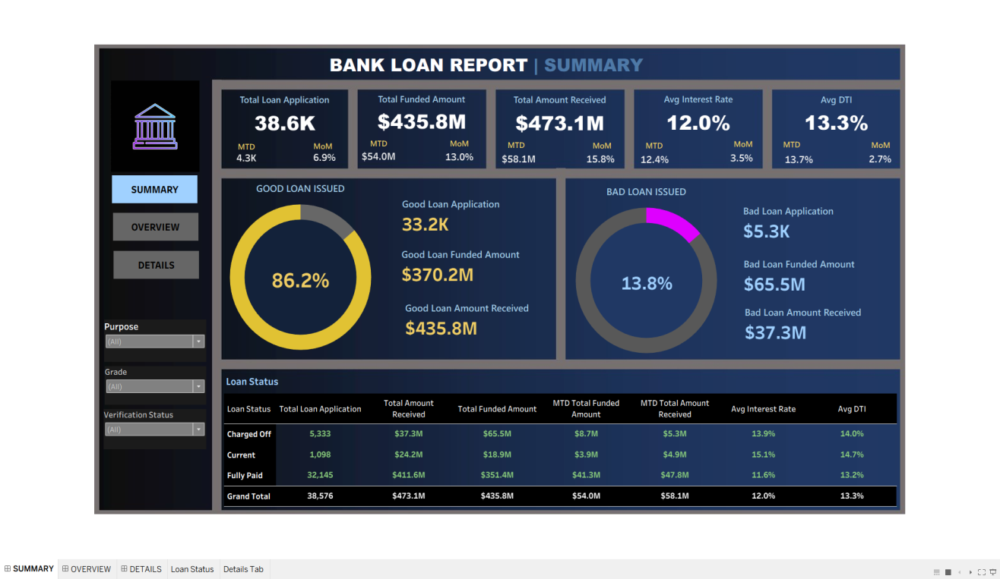 BANK LOAN REPORT | SUMMARY
Total Loan Application
38.6K
MTD MoM
4.3K 6.9%
Total Funded Amount
$435.8M
MTD MoM
$54.0M 13.0%
Total Amount Received
$473.1M
MTD MoM
$58.1M 15.8%
Avg Interest Rate
12.0%
MTD MoM
12.4% 3.5%
Avg DTI
13.3%
MTD MoM
13.7% 2.7%
SUMMARY
OVERVIEW
DETAILS
Purpose
(All)
Grade
(All)
Verification Status
(All)
GOOD LOAN ISSUED
86.2%
Good Loan Application
33.2K
Good Loan Funded Amount
$370.2M
Good Loan Amount Received
$435.8M
BAD LOAN ISSUED
13.8%
Bad Loan Application
$5.3K
Bad Loan Funded Amount
$65.5M
Bad Loan Amount Received
$37.3M
Loan Status
Loan Status Total Loan Application Total Amount Received Total Funded Amount MTD Total Funded Amount MTD Total Amount Received Avg Interest Rate Avg DTI
Charged Off 5,333 $37.3M $65.5M $8.7M $5.3M 13.9% 14.0%
Current 1,098 $24.2M $18.9M $3.9M $4.9M 15.1% 14.7%
Fully Paid 32,145 $411.6M $351.4M $41.3M $47.8M 11.6% 13.2%
Grand Total 38,576 $473.1M $435.8M $54.0M $58.1M 12.0% 13.3%
SUMMARY OVERVIEW DETAILS Loan Status Details Tab